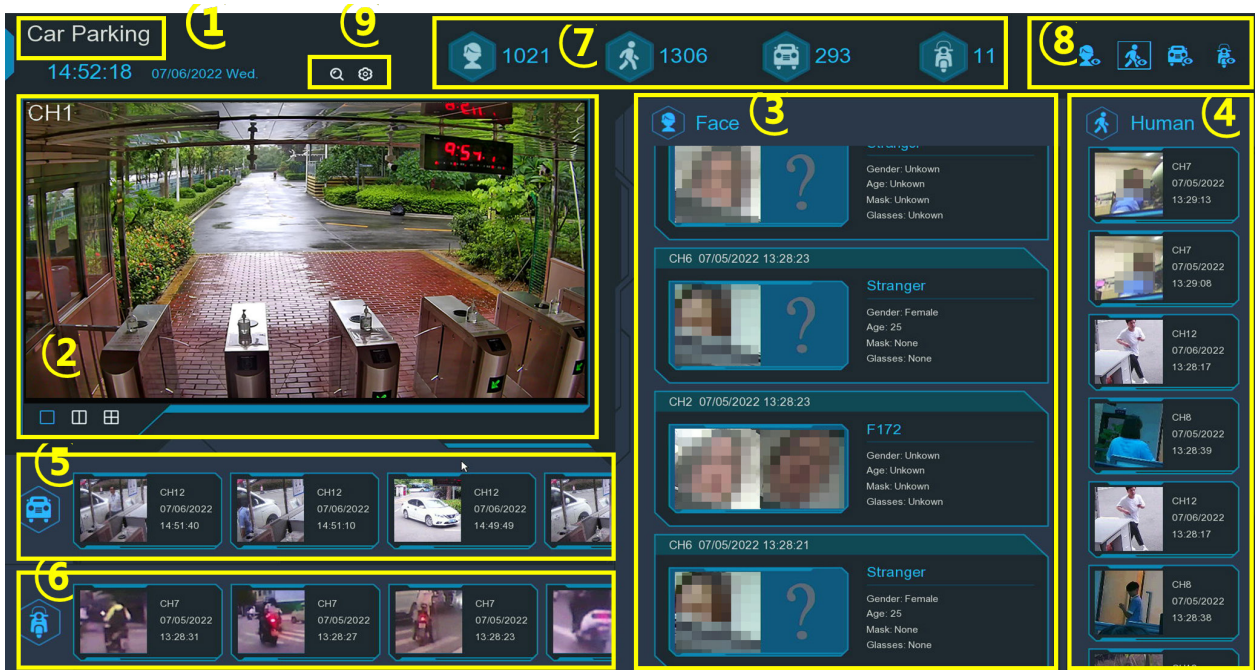 Car Parking
1
9
14:52:18 07/06/2022 Wed.
1021
7
1306
293
11
8
CH1
9:57
2
Face
3
Stranger
Gender: Unkown
Age: Unkown
Mask: Unkown
Glasses: Unkown
?
CH6 07/05/2022 13:28:23
Stranger
Gender: Female
Age: 25
Mask: None
Glasses: None
?
CH2 07/05/2022 13:28:23
F172
Gender: Unkown
Age: Unkown
Mask: Unkown
Glasses: Unkown
CH6 07/05/2022 13:28:21
Stranger
Gender: Female
Age: 25
Mask: None
Glasses: None
?
Human
4
CH7
07/05/2022
13:29:13
CH7
07/05/2022
13:29:08
CH12
07/06/2022
13:28:17
CH8
07/05/2022
13:28:39
CH12
07/06/2022
13:28:17
CH8
07/05/2022
13:28:38
5
CH12
07/06/2022
14:51:40
CH12
07/06/2022
14:51:10
CH12
07/06/2022
14:49:49
6
CH7
07/05/2022
13:28:31
CH7
07/05/2022
13:28:27
CH7
07/05/2022
13:28:23